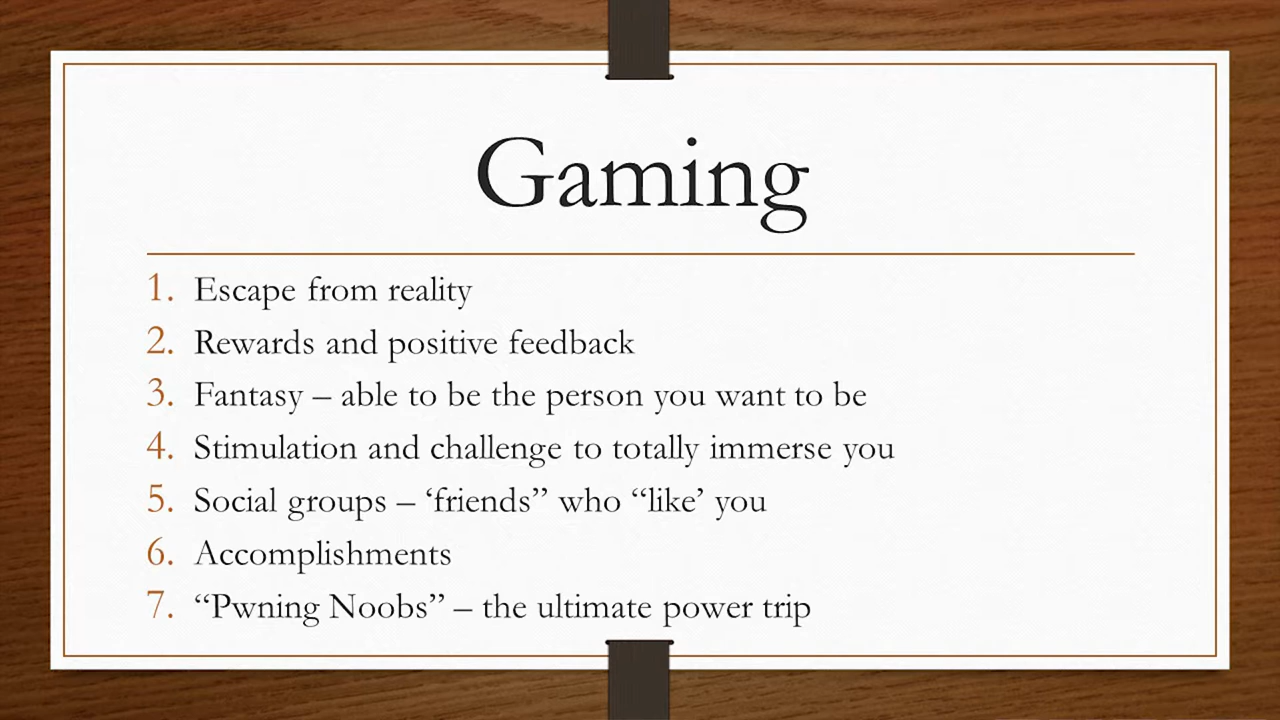 Gaming
1. Escape from reality
2. Rewards and positive feedback
3. Fantasy – able to be the person you want to be
4. Stimulation and challenge to totally immerse you
5. Social groups – ‘friends” who “like’ you
6. Accomplishments
7. “Pwning Noobs” – the ultimate power trip